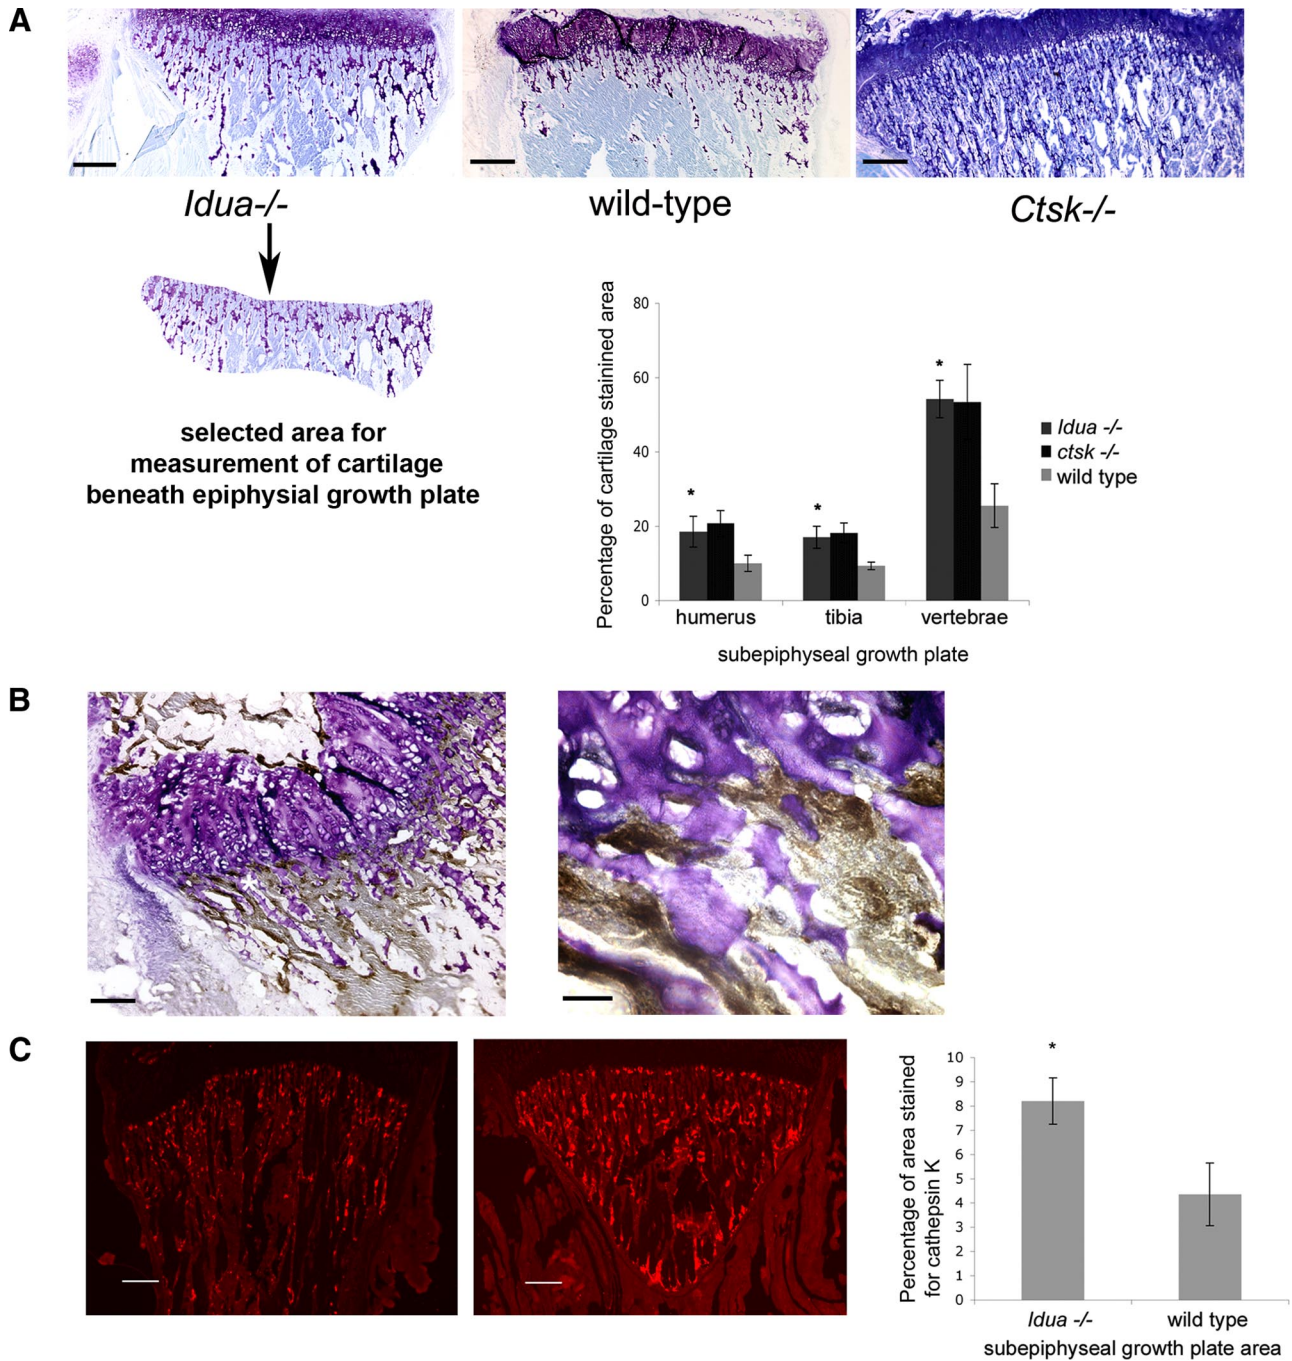 A
Idua-/-
wild-type
Ctsk-/-
selected area for
measurement of cartilage
beneath epiphysial growth plate
Percentage of cartilage stainined area
80
60
40
20
0
*
*
*
humerus
tibia
vertebrae
subepiphyseal growth plate
Idua -/-
ctsk -/-
wild type
B
C
Percentage of area stained
for cathepsin K
10
9
8
7
6
5
4
3
2
1
0
*
Idua -/-
wild type
subepiphyseal growth plate area